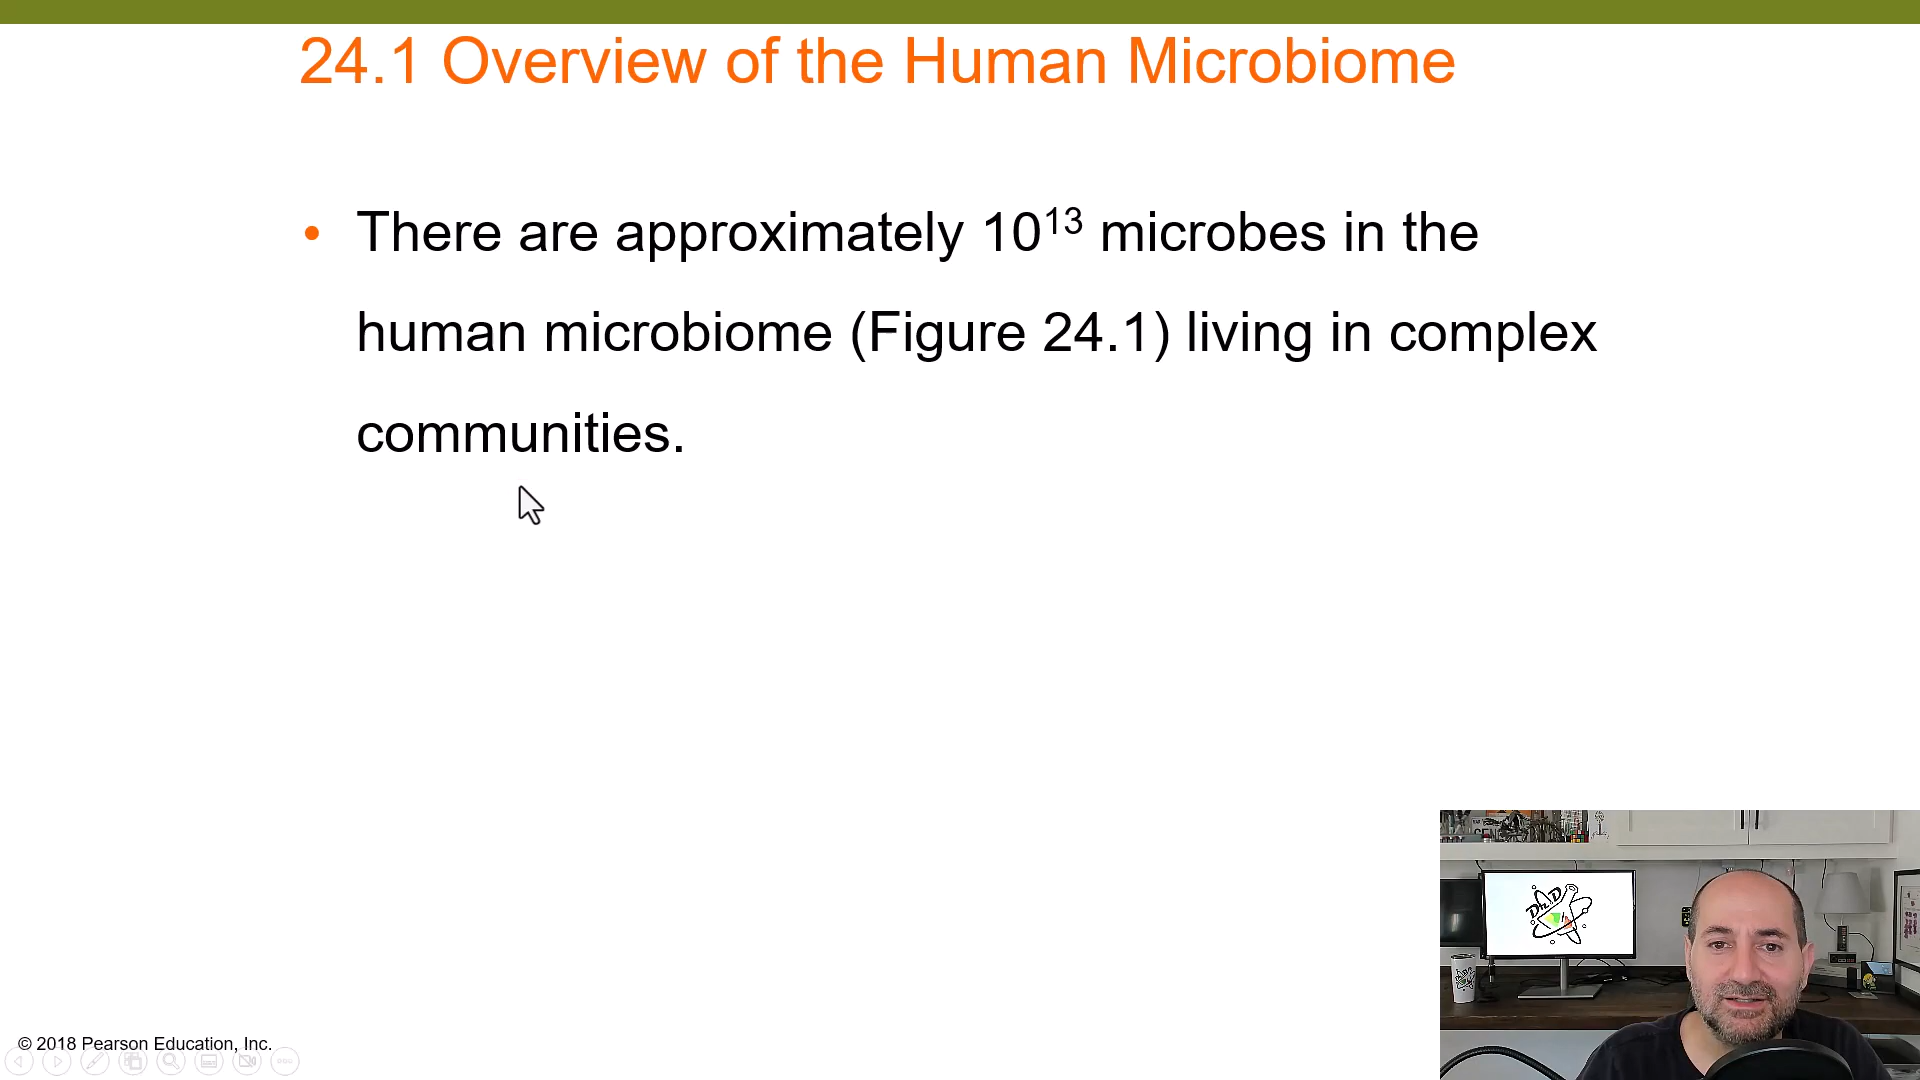 24.1 Overview of the Human Microbiome
• There are approximately 10¹³ microbes in the
human microbiome (Figure 24.1) living in complex
communities.
© 2018 Pearson Education, Inc.